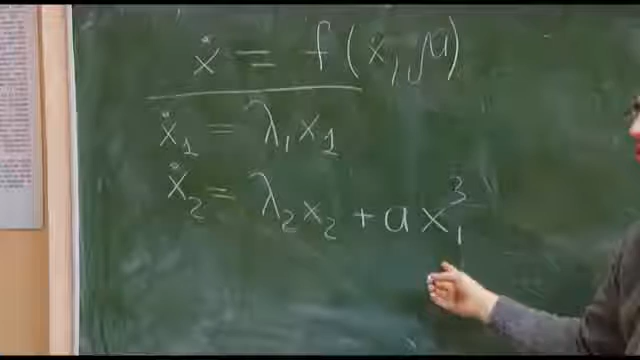 ẋ = f(x, μ)
ẋ₁ = λ₁x₁
ẋ₂ = λ₂x₂ + ax₁³